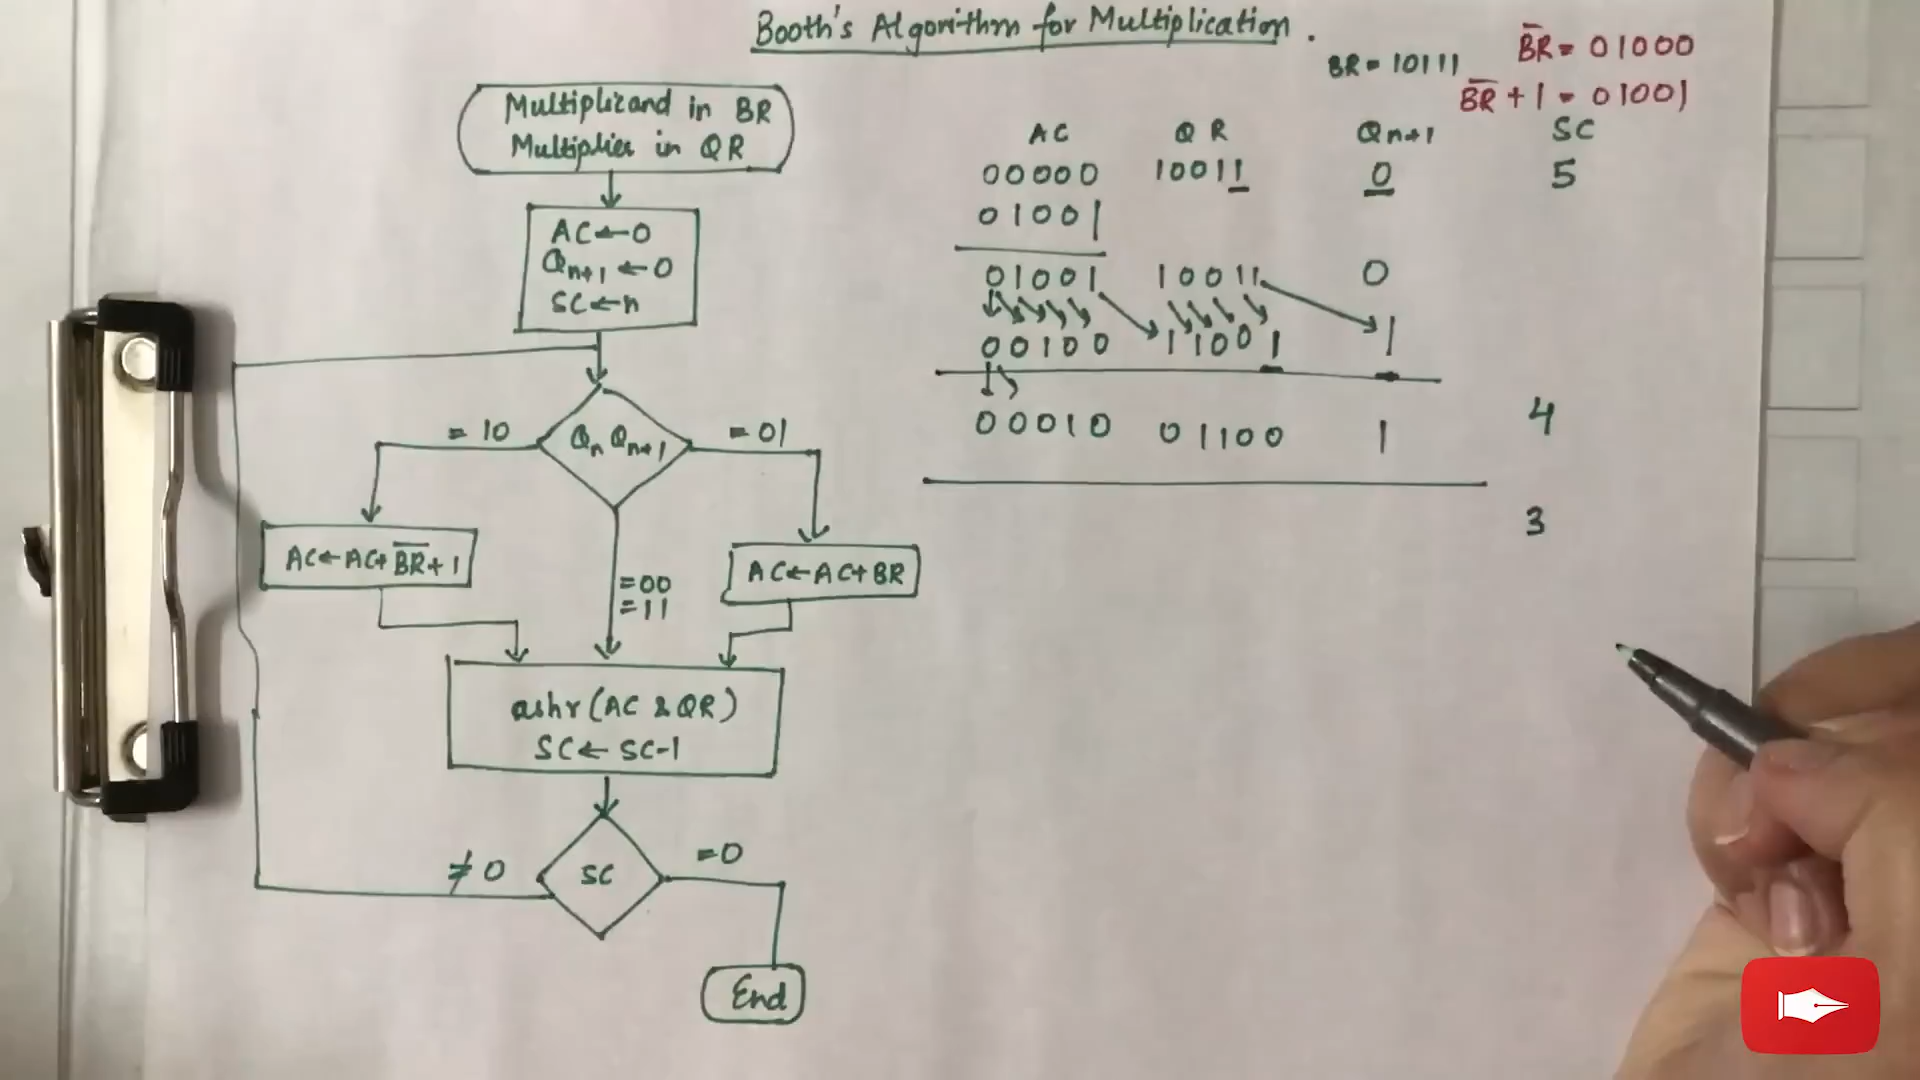 Booth's Algorithm for Multiplication.
BR = 10111
B̅R̅ = 01000
B̅R̅ + 1 = 01001
Multiplicand in BR
Multiplier in QR
AC ← 0
Qn+1 ← 0
SC ← n
Qn Qn+1
= 10
= 01
AC ← AC + B̅R̅ + 1
=00
=11
AC ← AC + BR
ashr (AC & QR)
SC ← SC-1
SC
≠ 0
=0
End
AC QR Qn+1 SC
00000 10011 0 5
01001
01001 10011 0
00100 11001 1
4
00010 01100 1
3